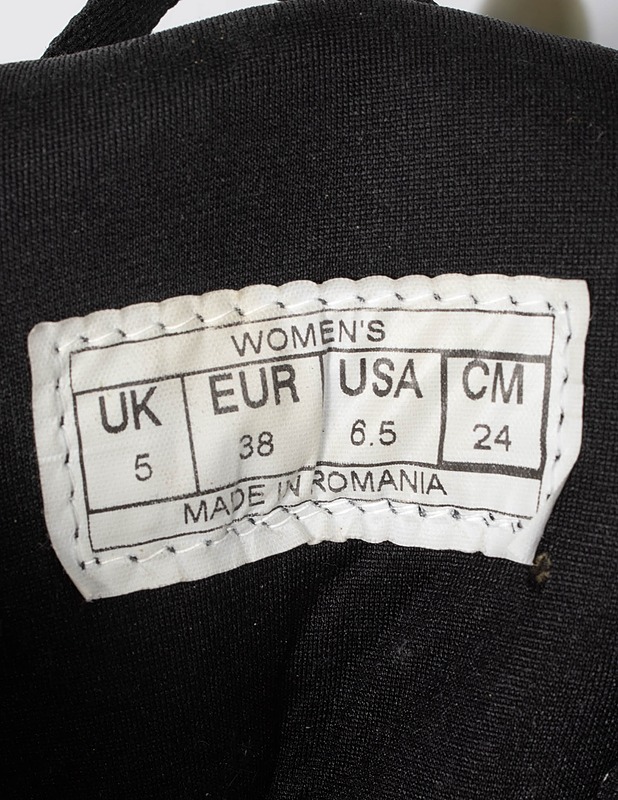 WOMEN'S
UK EUR USA CM
5 38 6.5 24
MADE IN ROMANIA